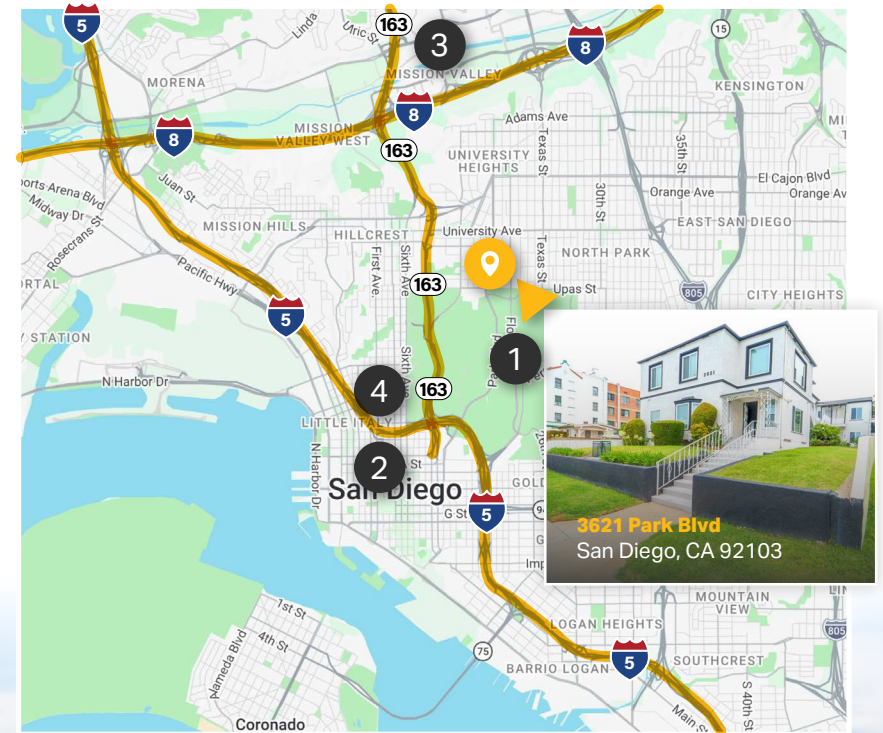 5
163
Linda
Ulric St
3
8
15
MISSION VALLEY
MORENA
KENSINGTON
8
8
Adams Ave
MISSION
VALLEY WEST
163
Texas St
35th St
UNIVERSITY
HEIGHTS
Juan St
El Cajon Blvd
30th St
Orange Ave
Orange Av
ports Arena Blvd
Midway Dr
Rosecrans St
MISSION HILLS
HILLCREST
University Ave
EAST SAN DIEGO
First Ave.
Sixth Ave
Texas St
NORTH PARK
Pacific Hwy
163
Upas St
805
CITY HEIGHTS
5
Y STATION
1
N Harbor Dr
Sixth Ave
4
163
LITTLE ITALY
N Harbor Dr
2
St
San Diego
G St
5
3621
3621 Park Blvd
San Diego, CA 92103
MOUNTAIN
VIEW
1st St
4th St
Alameda Blvd
LOGAN HEIGHTS
805
75
BARRIO LOGAN
5
SOUTHCREST
S 40th St
Main St
Coronado